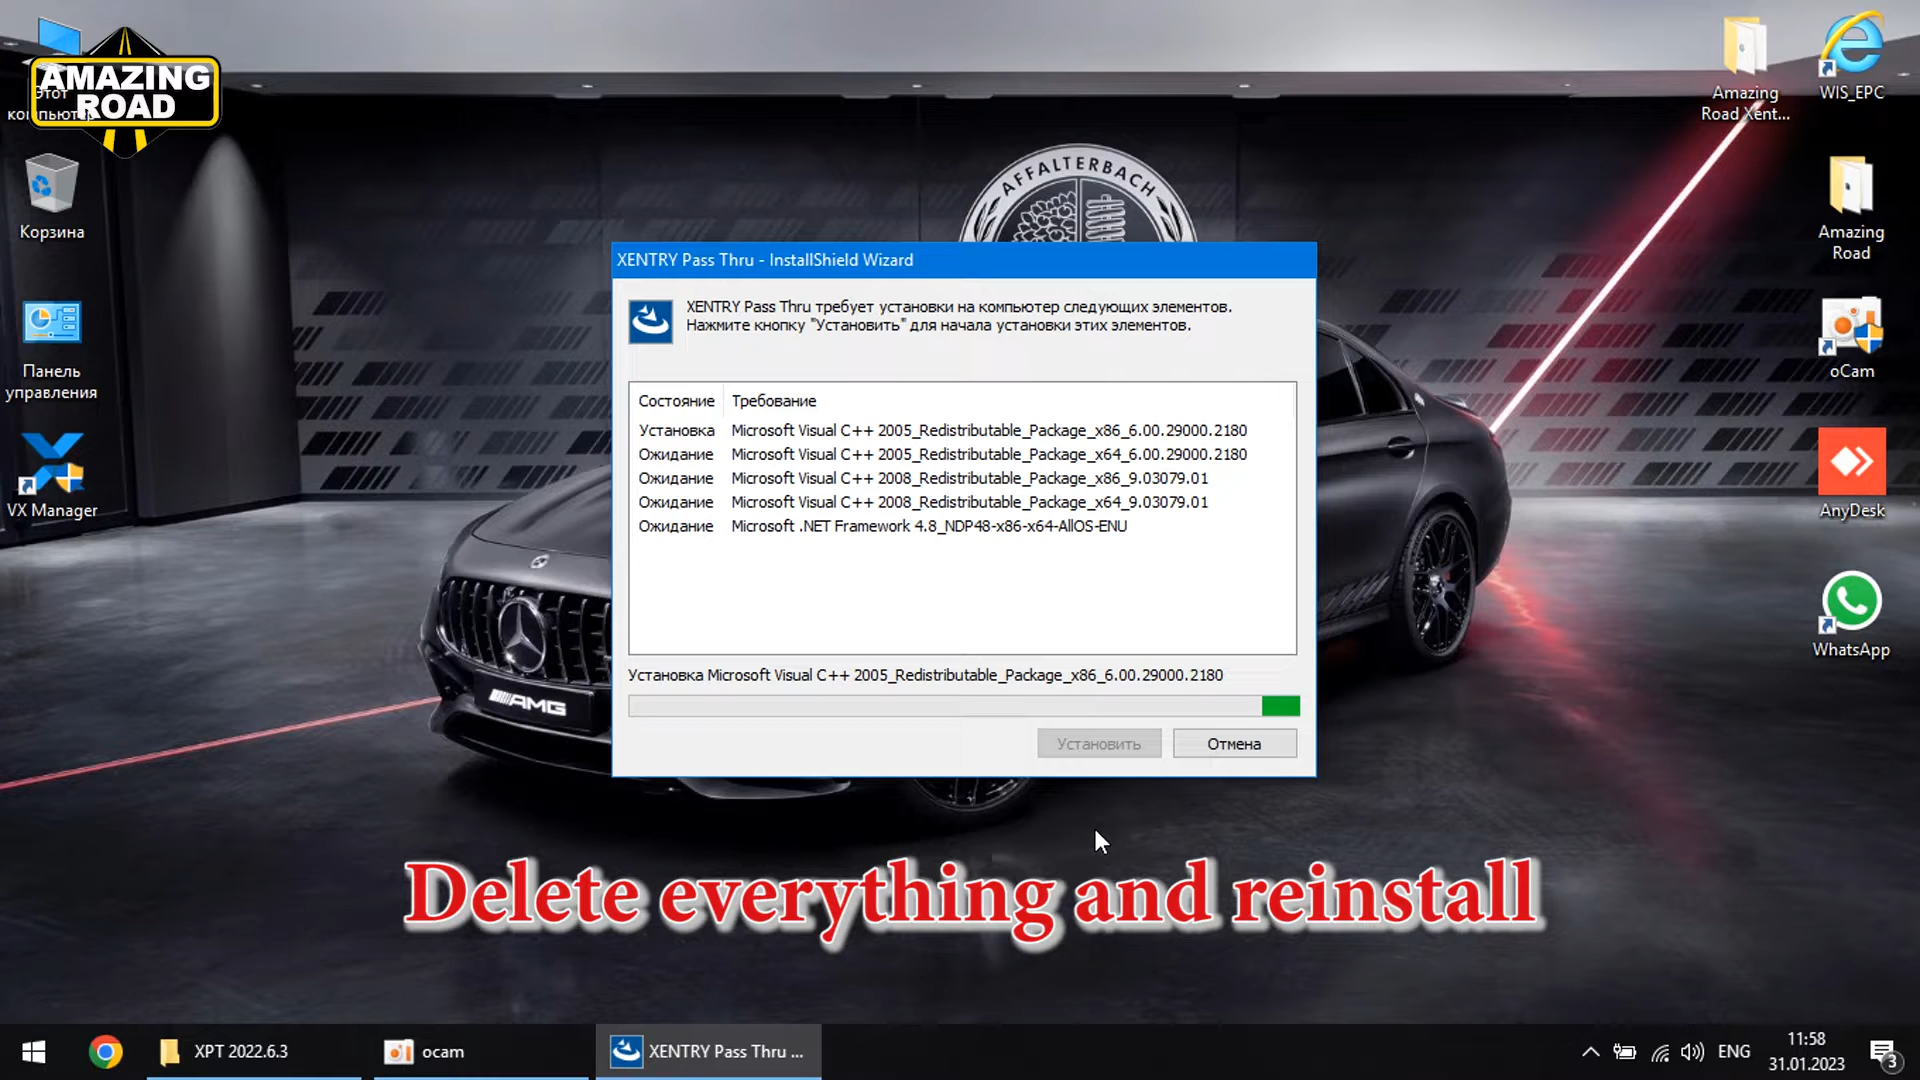 AMAZING
ROAD
Этот
компьютер
Корзина
Панель
управления
VX Manager
AFFALTERBACH
AMG
XENTRY Pass Thru - InstallShield Wizard
XENTRY Pass Thru требует установки на компьютер следующих элементов.
Нажмите кнопку "Установить" для начала установки этих элементов.
Состояние Требование
Установка Microsoft Visual C++ 2005_Redistributable_Package_x86_6.00.29000.2180
Ожидание Microsoft Visual C++ 2005_Redistributable_Package_x64_6.00.29000.2180
Ожидание Microsoft Visual C++ 2008_Redistributable_Package_x86_9.03079.01
Ожидание Microsoft Visual C++ 2008_Redistributable_Package_x64_9.03079.01
Ожидание Microsoft .NET Framework 4.8_NDP48-x86-x64-AllOS-ENU
Установка Microsoft Visual C++ 2005_Redistributable_Package_x86_6.00.29000.2180
Установить Отмена
Amazing
Road Xent...
WIS_EPC
Amazing
Road
oCam
AnyDesk
WhatsApp
Delete everything and reinstall
XPT 2022.6.3
ocam
XENTRY Pass Thru ...
ENG
11:58
31.01.2023
3